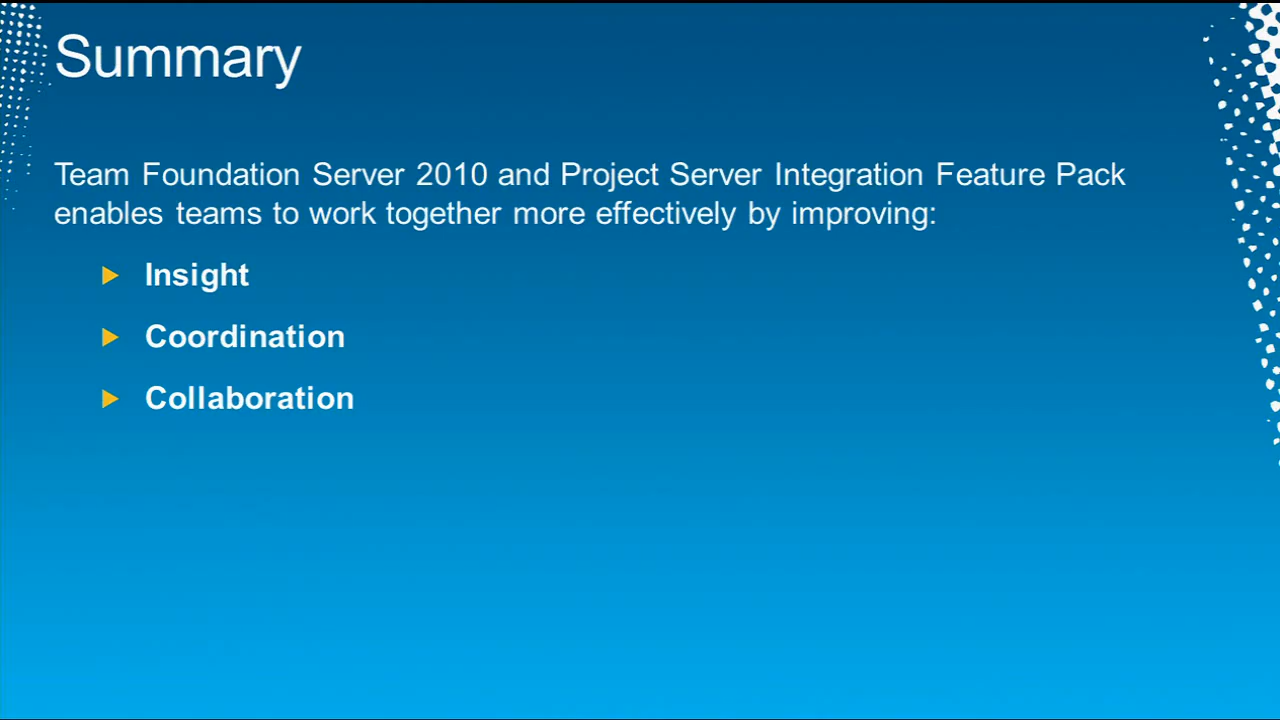 Summary
Team Foundation Server 2010 and Project Server Integration Feature Pack
enables teams to work together more effectively by improving:
Insight
Coordination
Collaboration